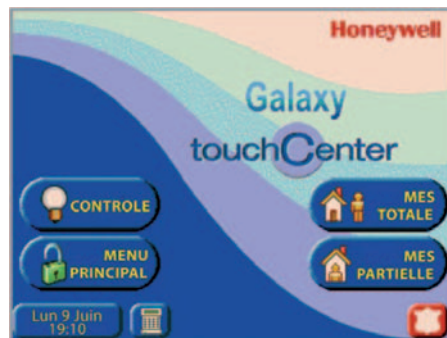 Honeywell
Galaxy
touchCenter
CONTROLE
MES
TOTALE
MENU
PRINCIPAL
MES
PARTIELLE
Lun 9 Juin
19:10